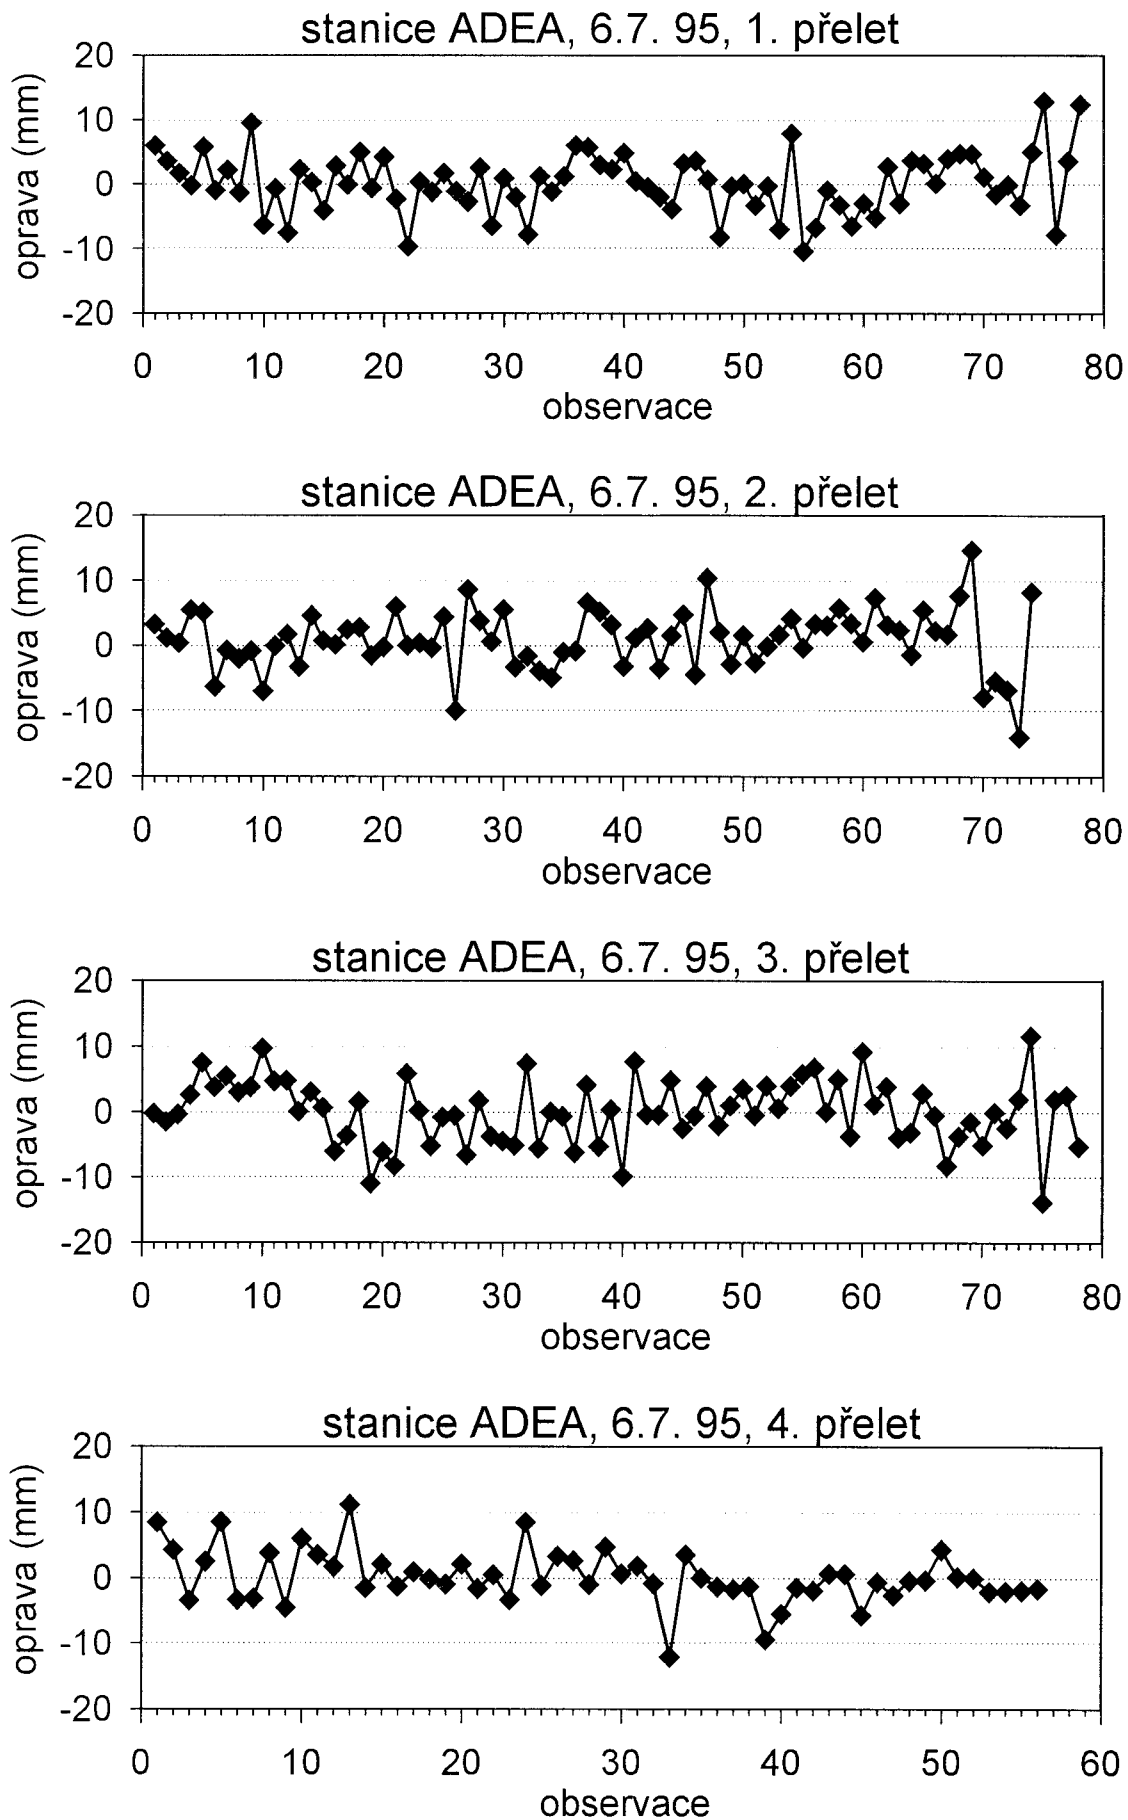 stanice ADEA, 6.7. 95, 1. přelet
20
10
0
-10
-20
oprava (mm)
0 10 20 30 40 50 60 70 80
observace
stanice ADEA, 6.7. 95, 2. přelet
20
10
0
-10
-20
oprava (mm)
0 10 20 30 40 50 60 70 80
observace
stanice ADEA, 6.7. 95, 3. přelet
20
10
0
-10
-20
oprava (mm)
0 10 20 30 40 50 60 70 80
observace
stanice ADEA, 6.7. 95, 4. přelet
20
10
0
-10
-20
oprava (mm)
0 10 20 30 40 50 60
observace